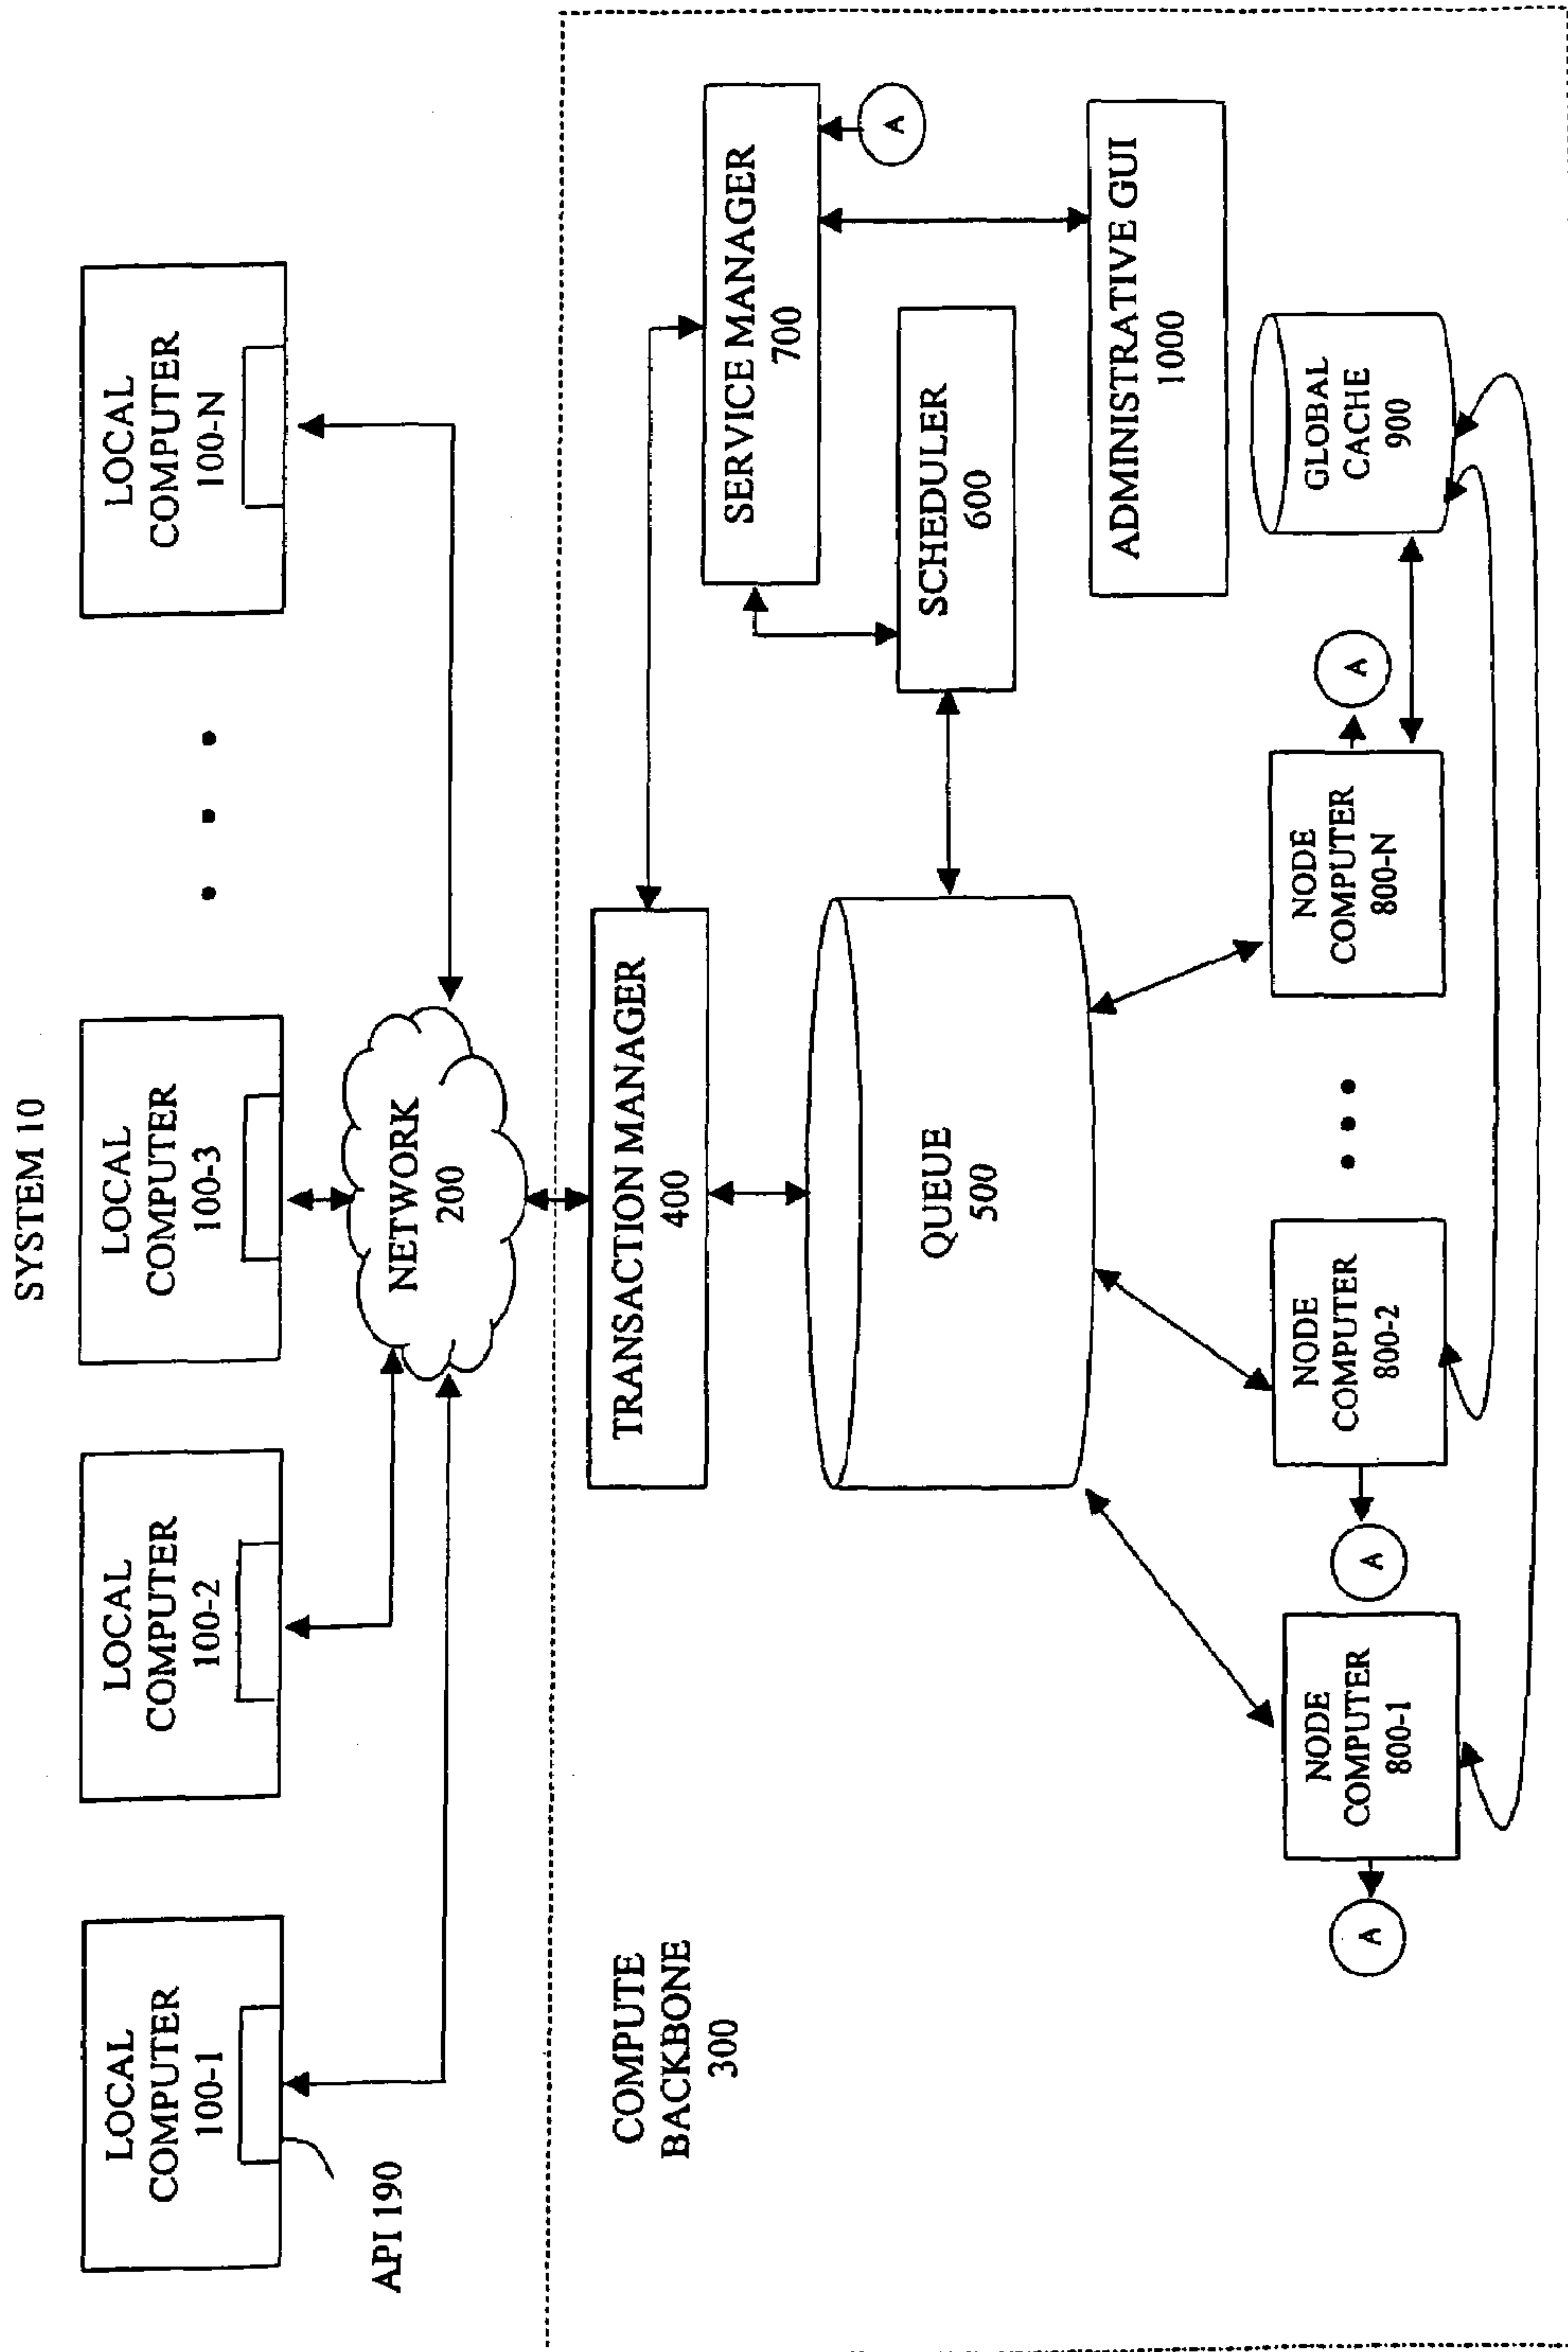 SYSTEM 10
LOCAL
COMPUTER
100-1
LOCAL
COMPUTER
100-2
LOCAL
COMPUTER
100-3
LOCAL
COMPUTER
100-N
API 190
NETWORK
200
COMPUTE
BACKBONE
300
TRANSACTION MANAGER
400
SERVICE MANAGER
700
A
QUEUE
500
SCHEDULER
600
ADMINISTRATIVE GUI
1000
A
NODE
COMPUTER
800-1
A
NODE
COMPUTER
800-2
NODE
COMPUTER
800-N
A
GLOBAL
CACHE
900